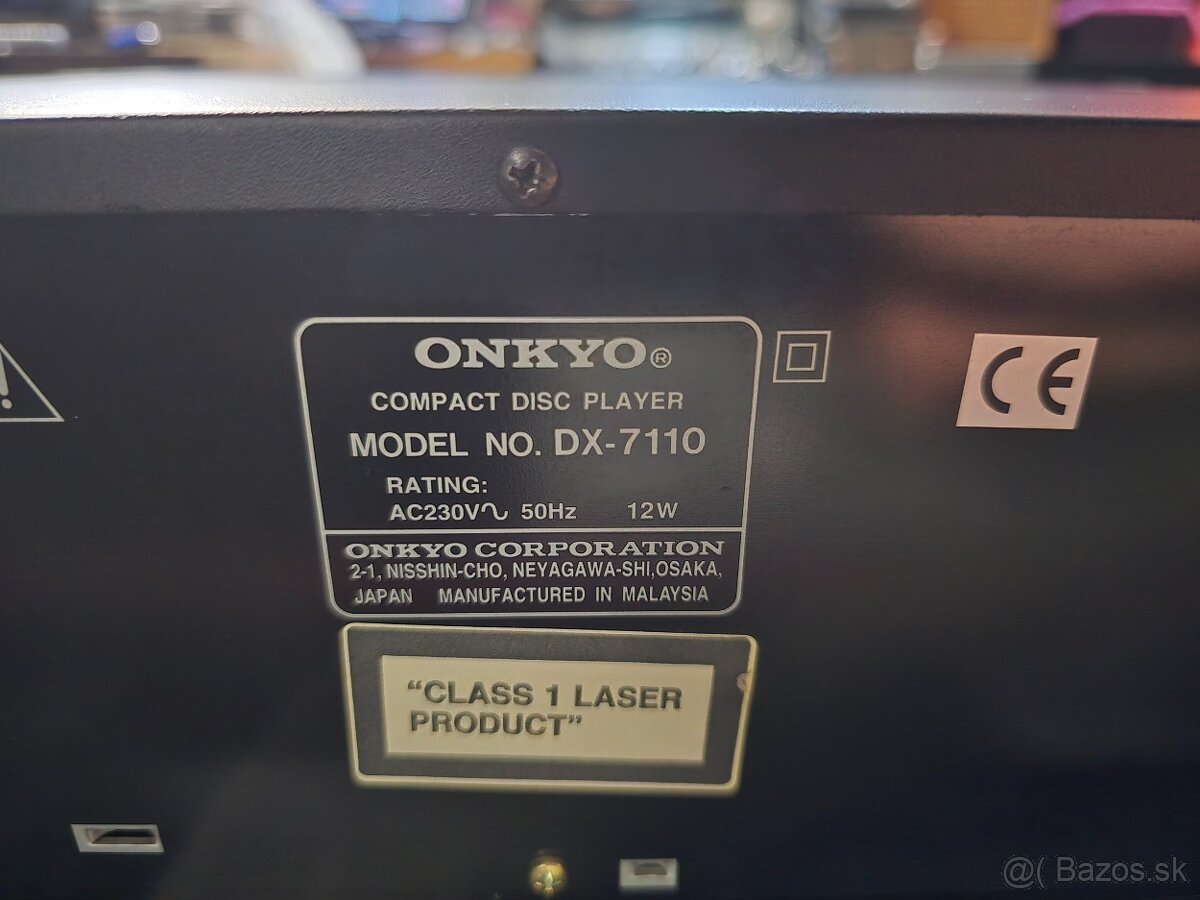 ONKYO®
COMPACT DISC PLAYER
MODEL NO. DX-7110
RATING:
AC230V∿ 50Hz 12W
ONKYO CORPORATION
2-1, NISSHIN-CHO, NEYAGAWA-SHI,OSAKA,
JAPAN MANUFACTURED IN MALAYSIA
CE
“CLASS 1 LASER
PRODUCT”
@( Bazos.sk